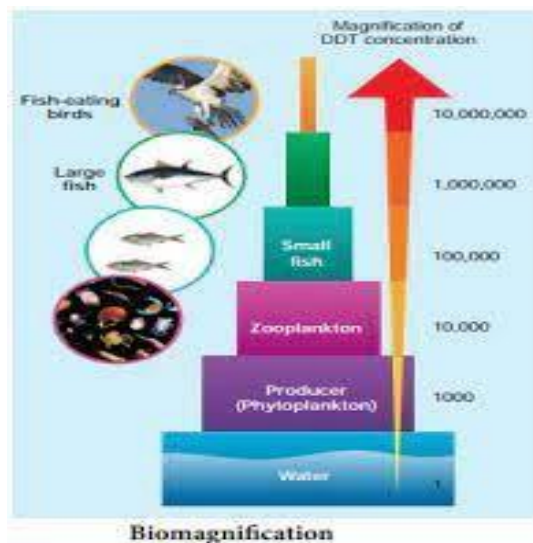 Magnification of
DDT concentration
Fish-eating
birds
10,000,000
Large
fish
1,000,000
Small
fish
100,000
Zooplankton
10,000
Producer
(Phytoplankton)
1000
Water
1
Biomagnification